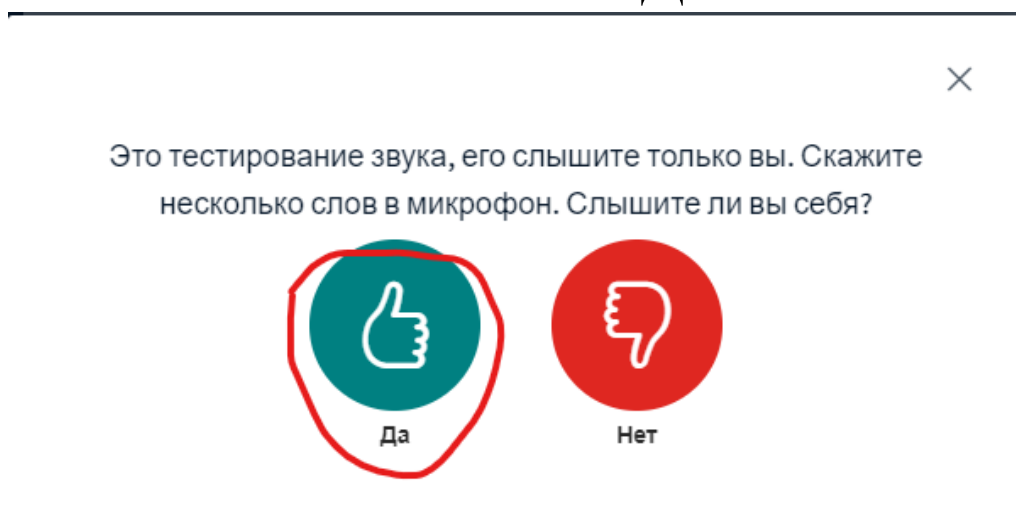 Это тестирование звука, его слышите только вы. Скажите
несколько слов в микрофон. Слышите ли вы себя?
Да
Нет